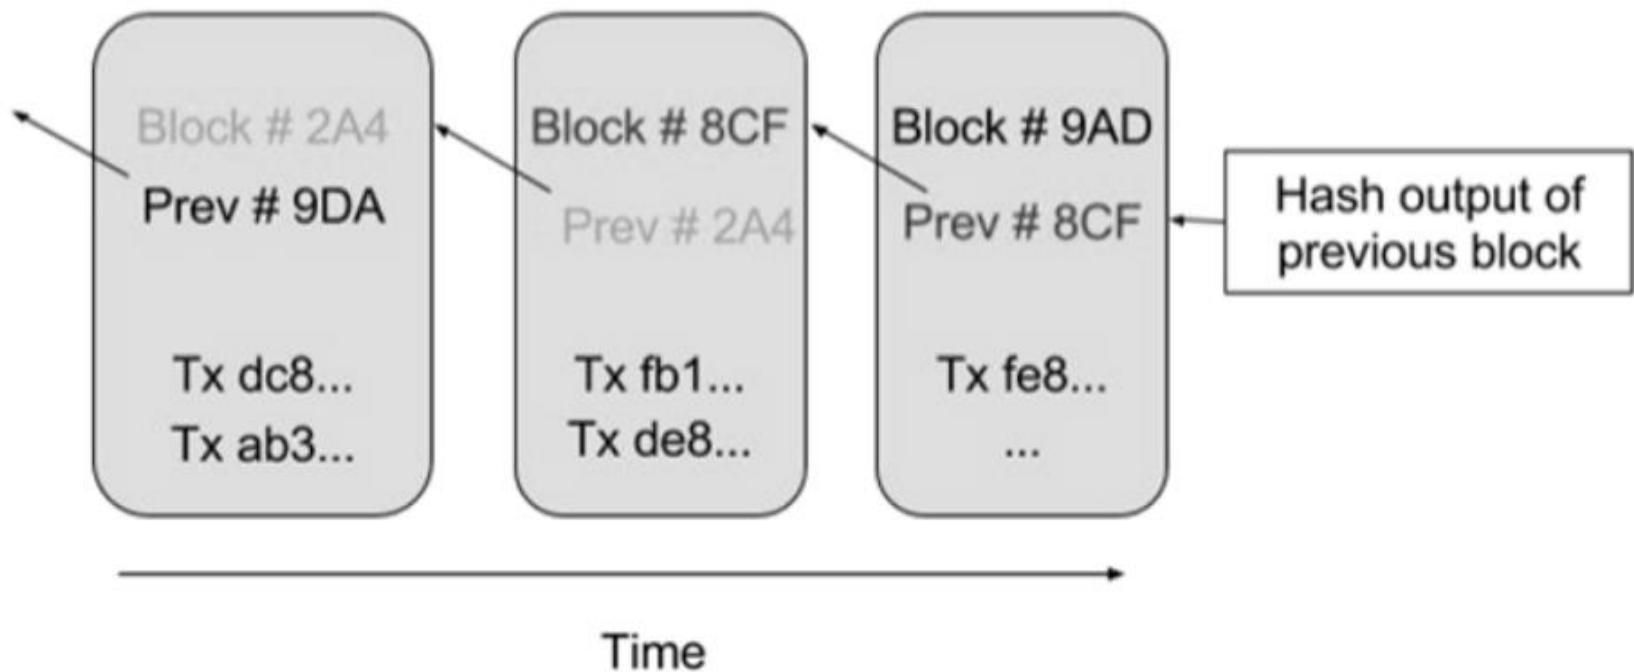 Block # 2A4
Prev # 9DA
Tx dc8...
Tx ab3...
Block # 8CF
Prev # 2A4
Tx fb1...
Tx de8...
Block # 9AD
Prev # 8CF
Tx fe8...
...
Hash output of
previous block
Time